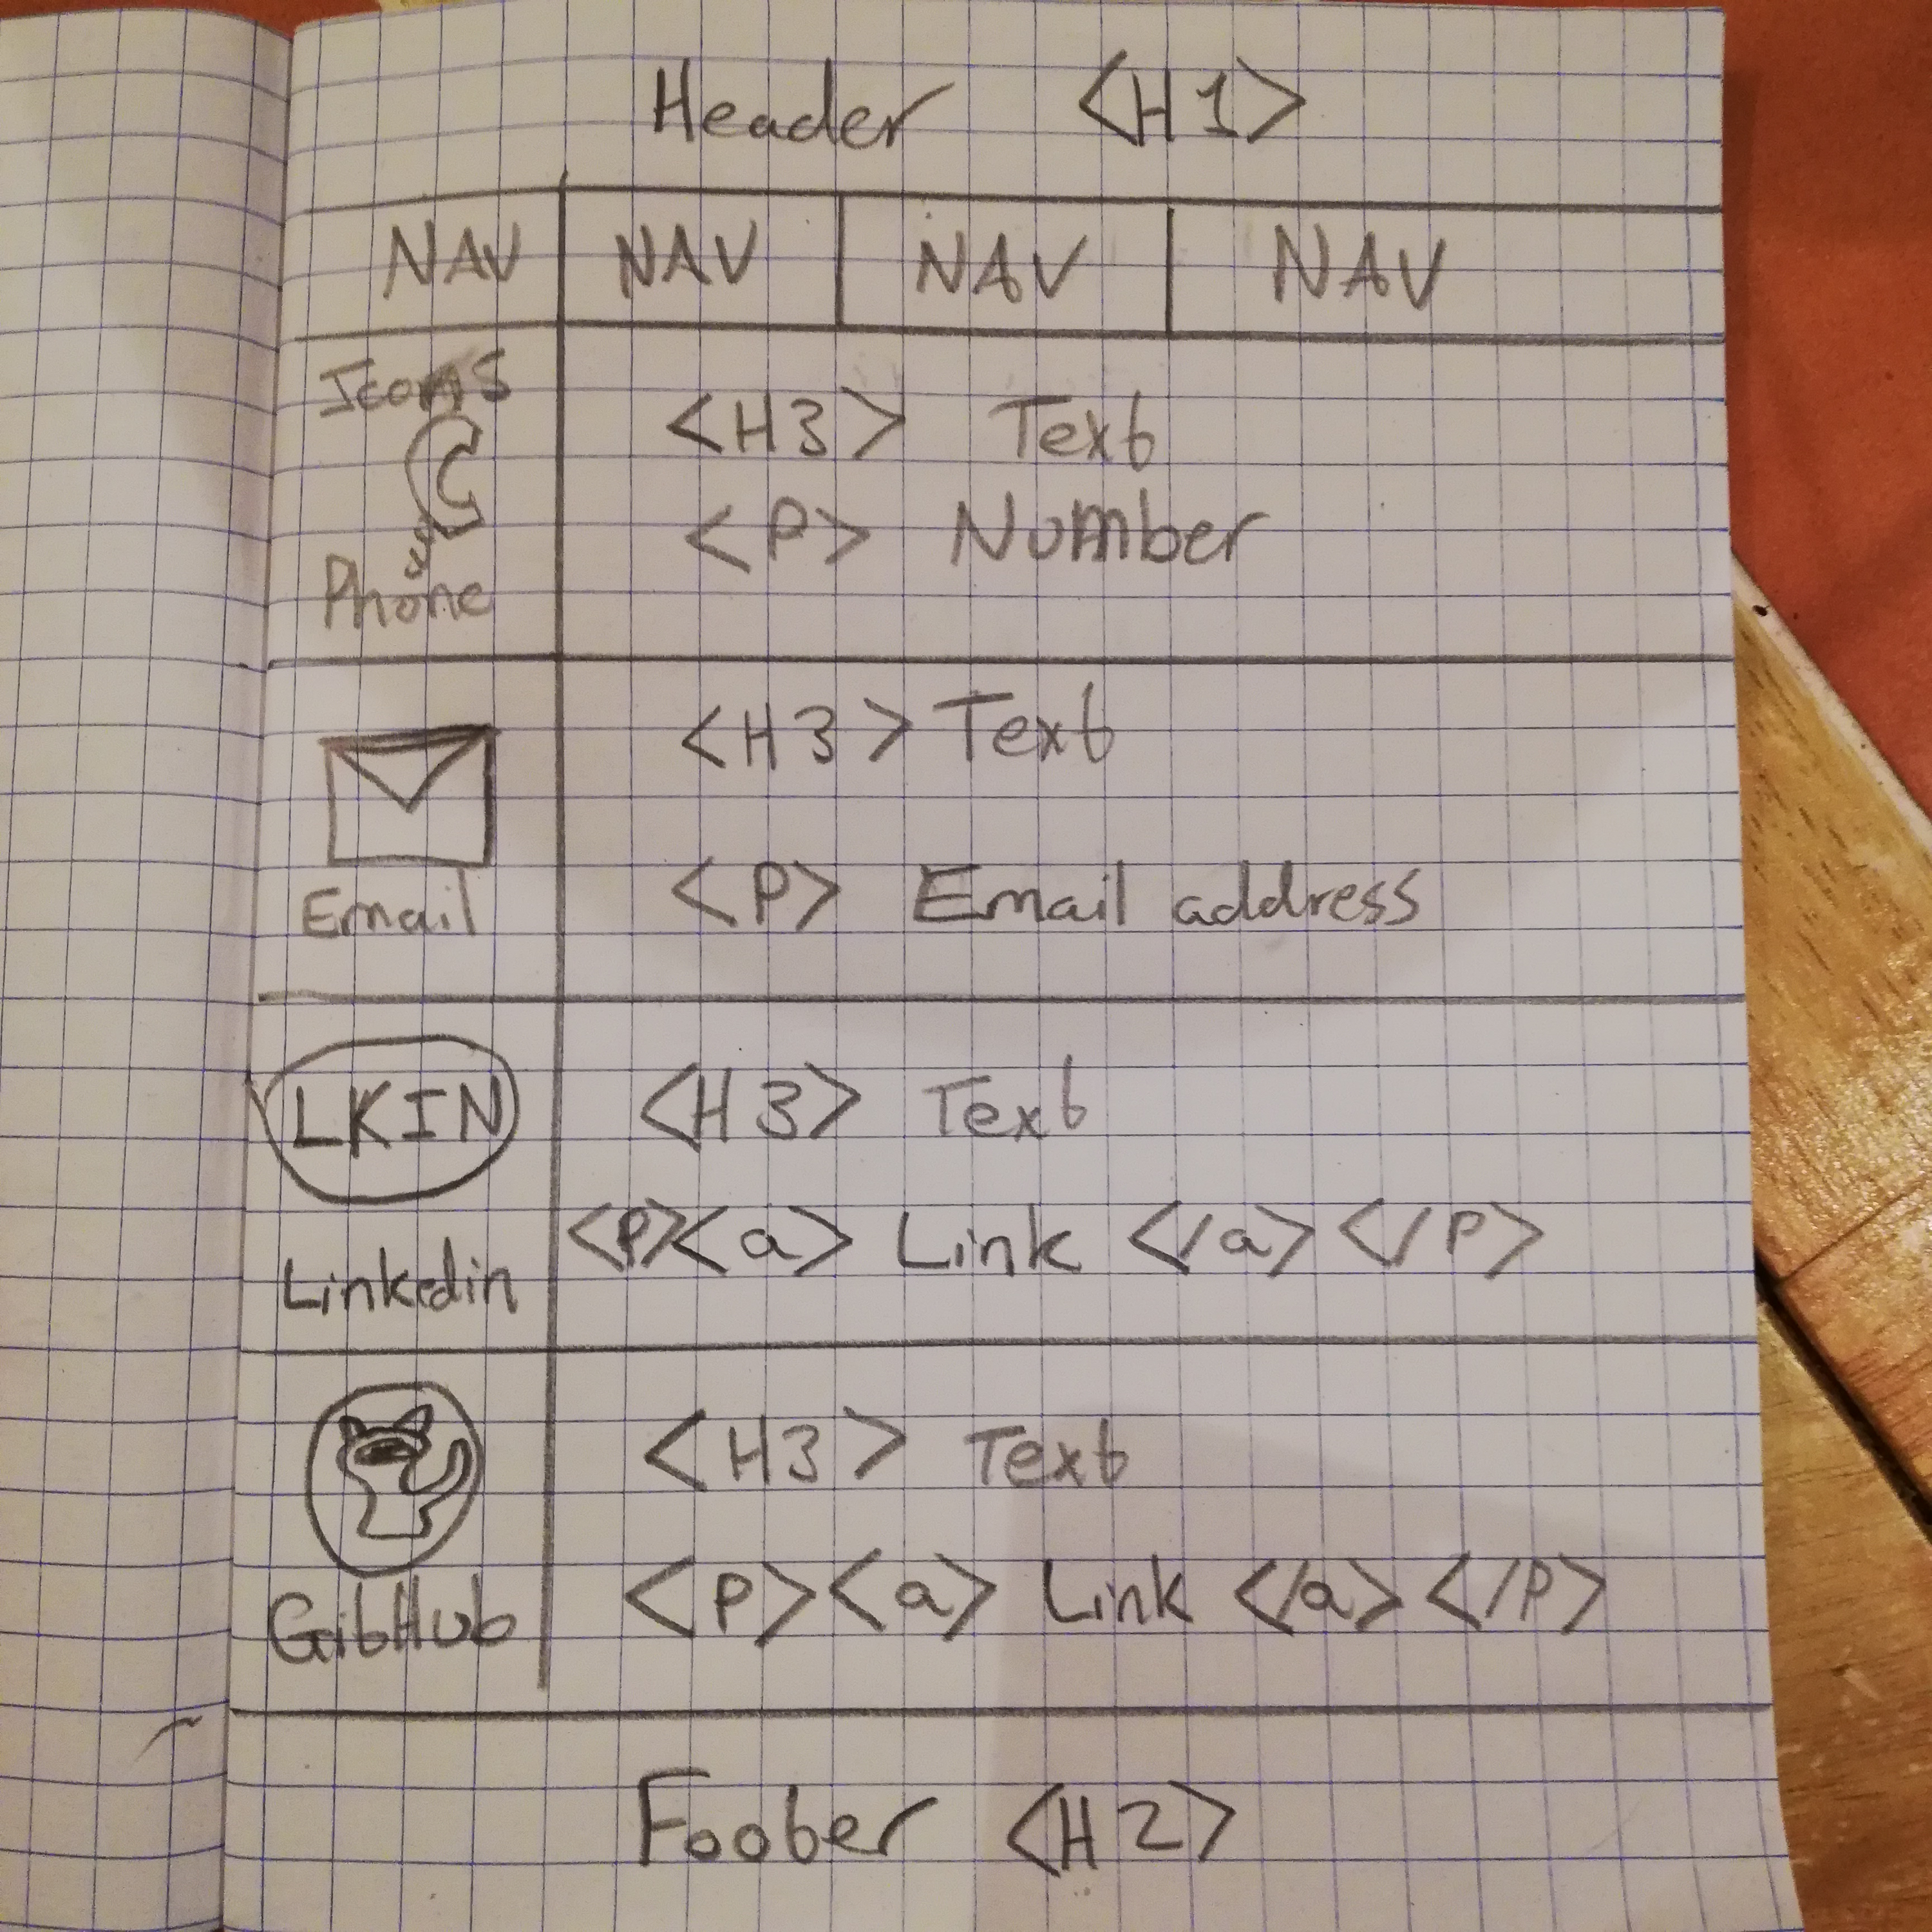 Header <H1>
NAV NAV NAV NAV
Icons
<H3> Text
<P> Number
Phone
<H3> Text
<P> Email address
Email
LKIN
<H3> Text
<P><a> Link </a></P>
Linkedin
<H3> Text
<P><a> Link </a></P>
GitHub
Footer <H2>